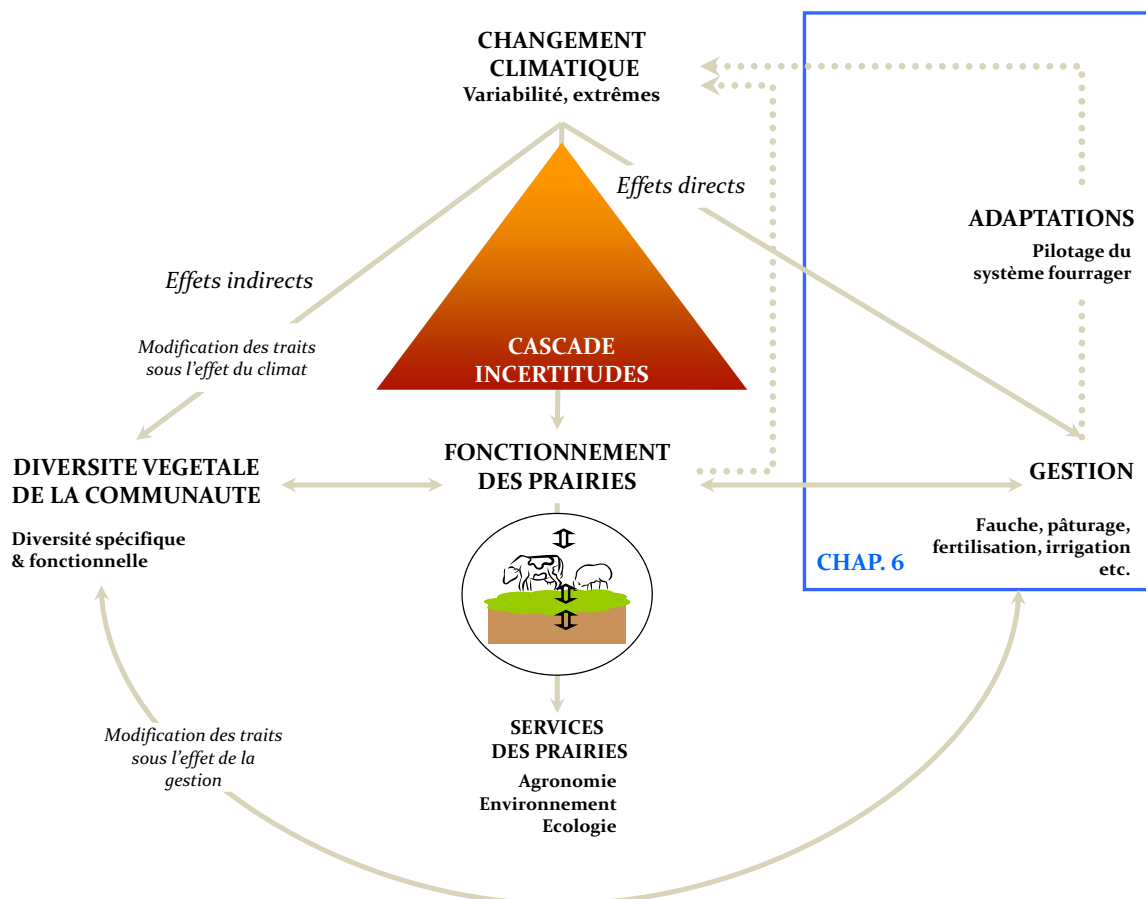 CHANGEMENT
CLIMATIQUE
Variabilité, extrêmes
Effets directs
ADAPTATIONS
Pilotage du
système fourrager
Effets indirects
Modification des traits
sous l'effet du climat
CASCADE
INCERTITUDES
DIVERSITE VEGETALE
DE LA COMMUNAUTE
Diversité spécifique
& fonctionnelle
FONCTIONNEMENT
DES PRAIRIES
GESTION
Fauche, pâturage,
fertilisation, irrigation
etc.
CHAP. 6
Modification des traits
sous l'effet de la
gestion
SERVICES
DES PRAIRIES
Agronomie
Environnement
Ecologie